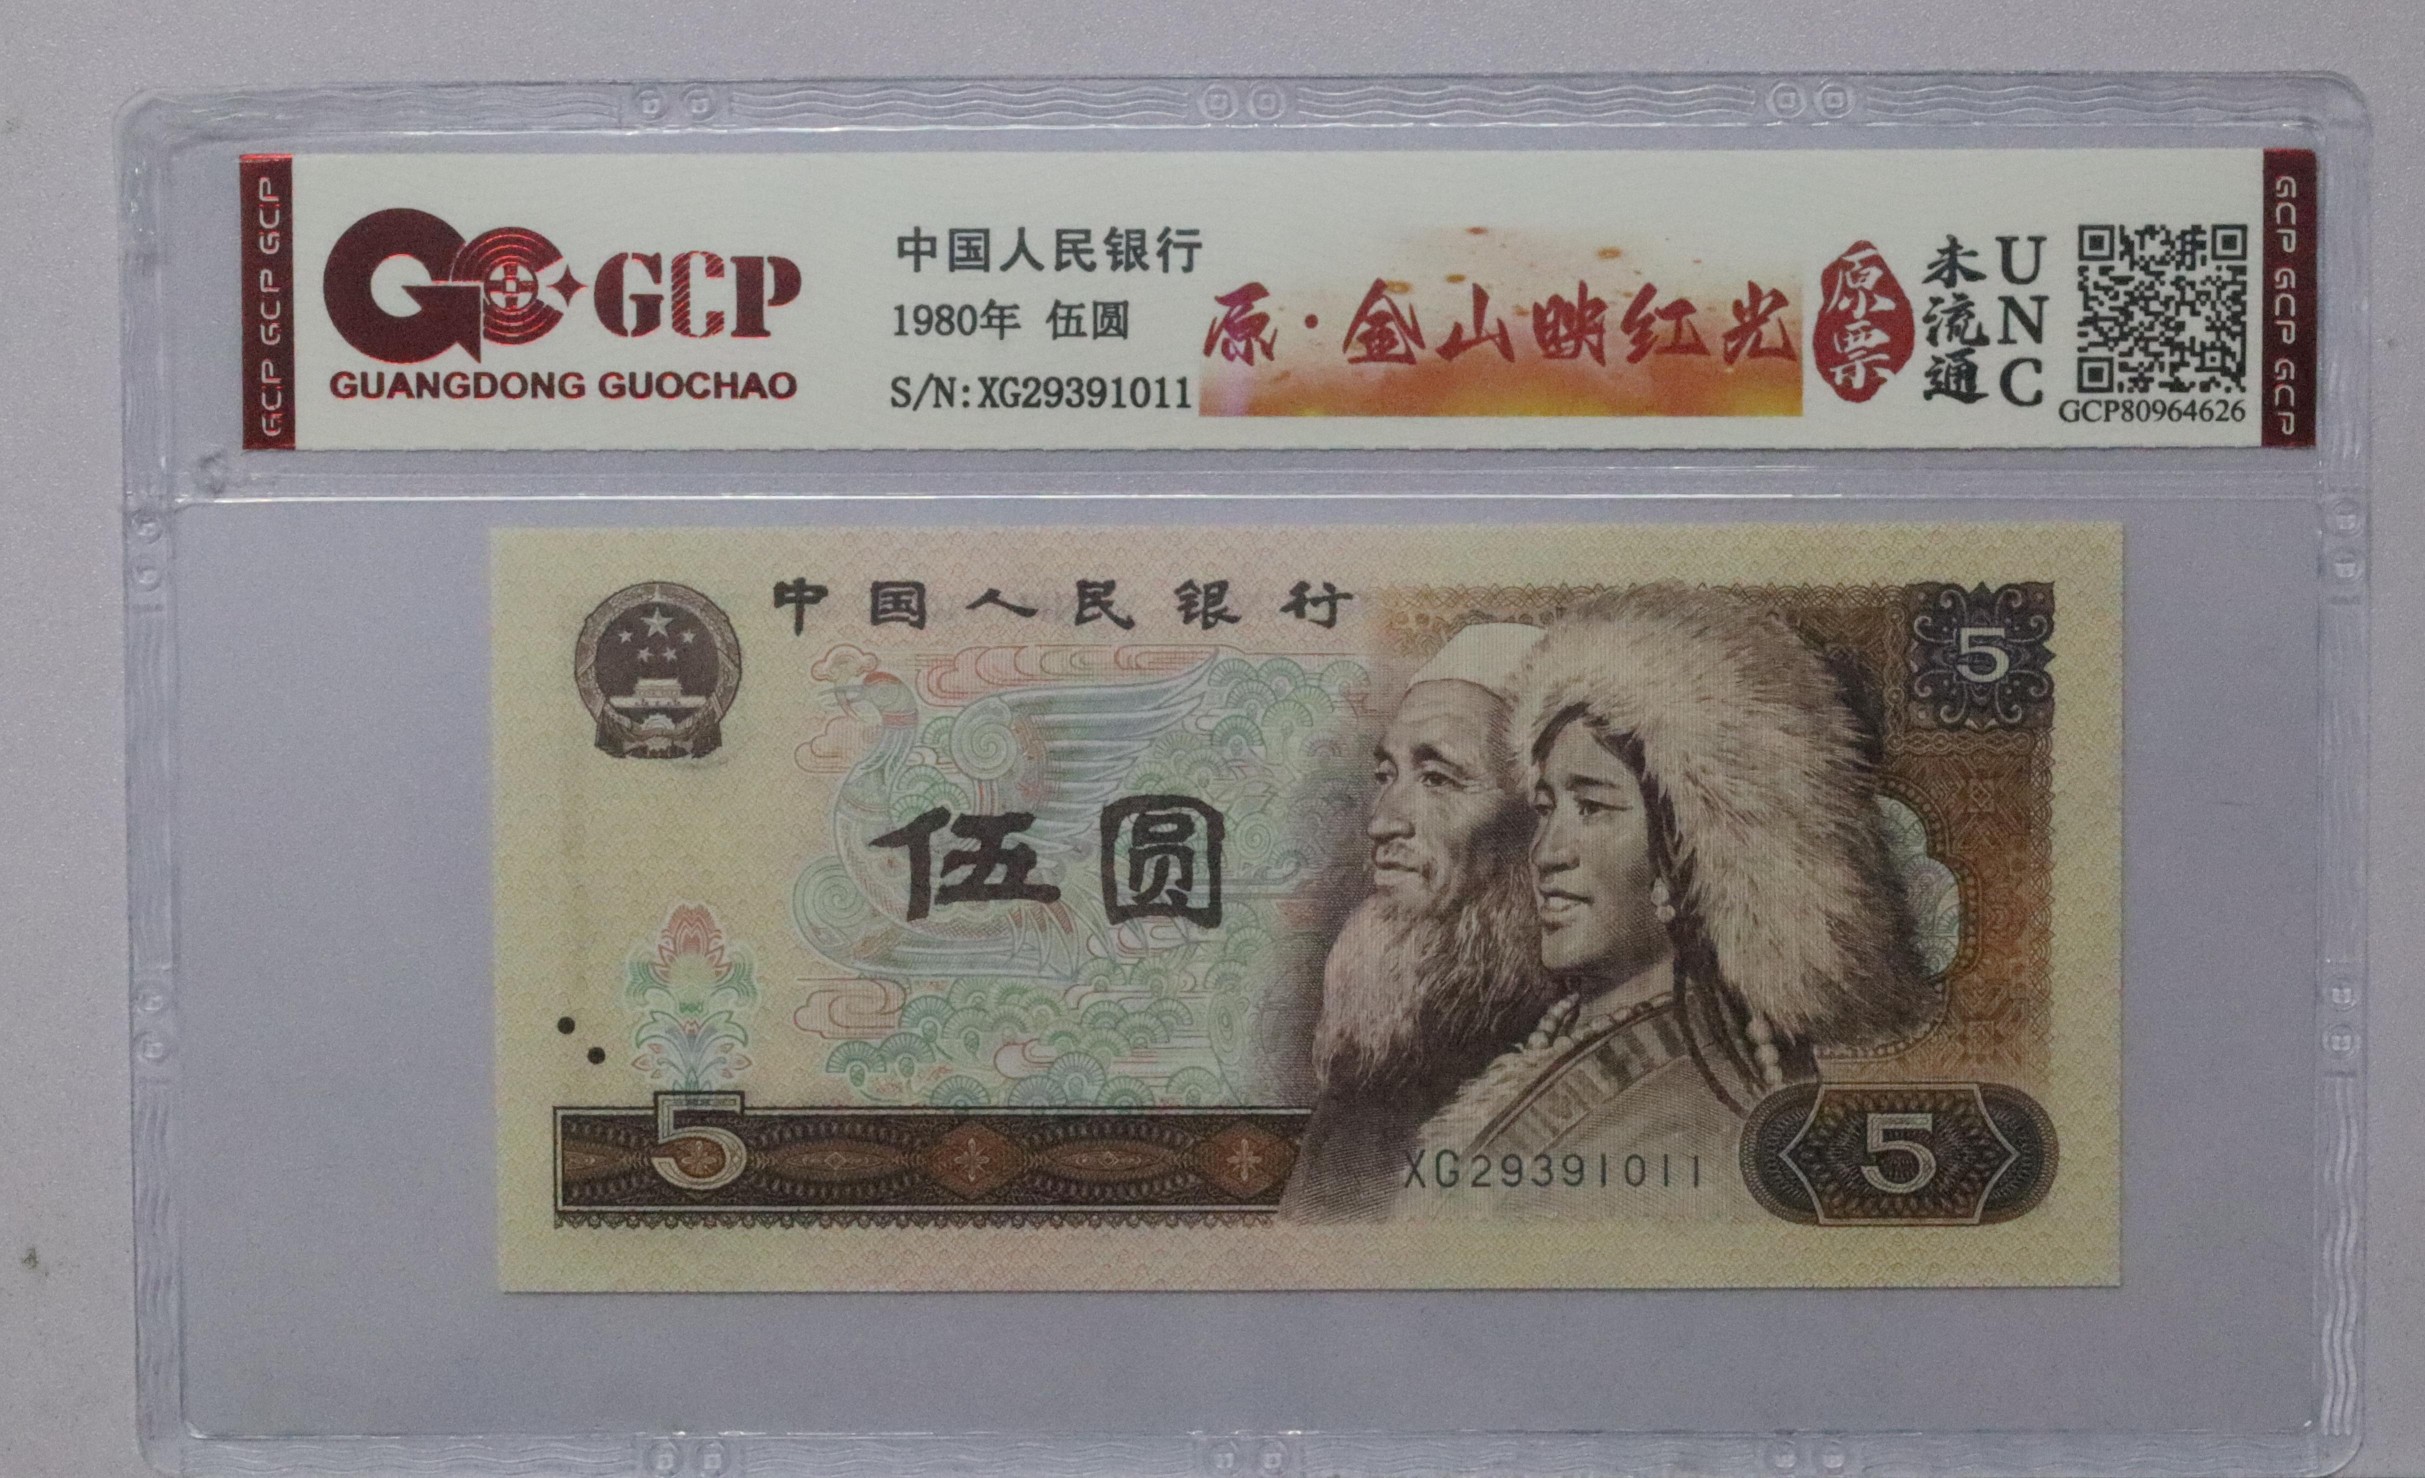 GCP GCP GCP
GCP
GUANGDONG GUOCHAO
中国人民银行
1980年 伍圆
S/N:XG29391011
原·金山映红光
原票
未流通
UNC
GCP80964626
GCP GCP GCP
中国人民银行
5
伍圆
5
XG29391011
5